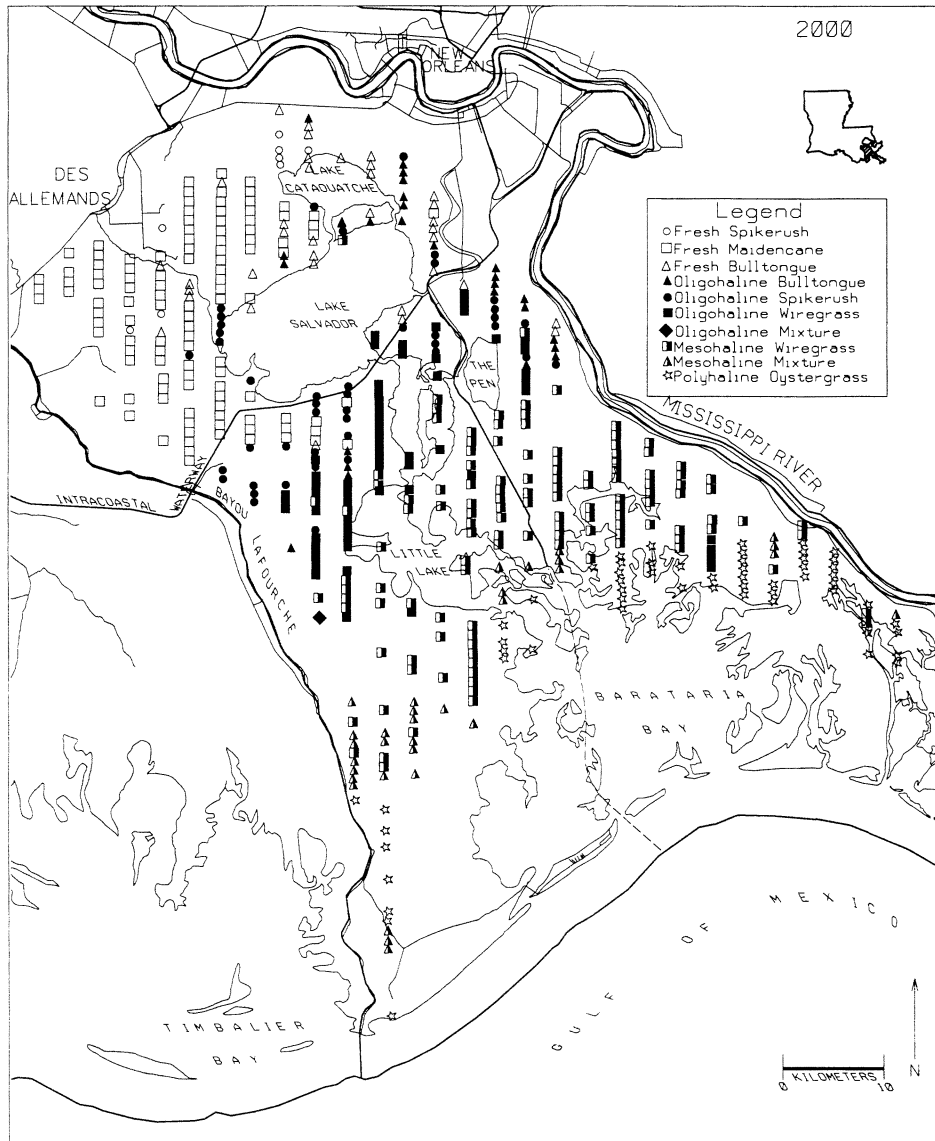 2000
NEW
ORLEANS
DES
ALLEMANDS
LAKE
CATAOUATCHE
LAKE
SALVADOR
THE
PEN
Legend
Fresh Spikerush
Fresh Maidencane
Fresh Bulltongue
Oligohaline Bulltongue
Oligohaline Spikerush
Oligohaline Wiregrass
Oligohaline Mixture
Mesohaline Wiregrass
Mesohaline Mixture
Polyhaline Oystergrass
MISSISSIPPI RIVER
INTRACOASTAL WATERWAY
BAYOU LAFOURCHE
LITTLE
LAKE
BARATARIA
BAY
GULF OF MEXICO
TIMBALIER
BAY
N
KILOMETERS
0 10